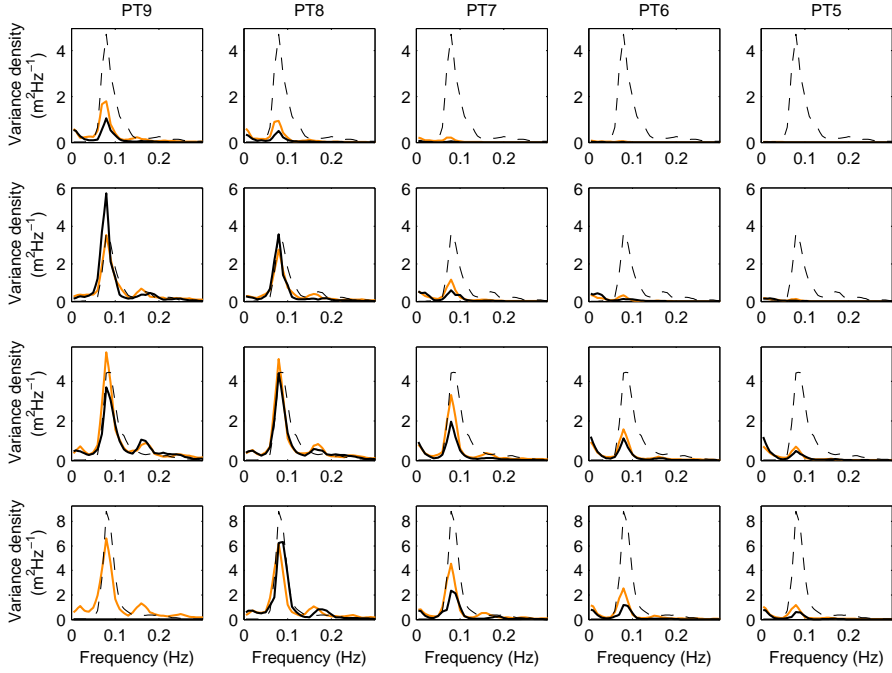 PT9 PT8 PT7 PT6 PT5
Variance density
(m²Hz⁻¹)
4 4 4 4 4
2 2 2 2 2
0 0 0 0 0
0 0.1 0.2 0 0.1 0.2 0 0.1 0.2 0 0.1 0.2 0 0.1 0.2
Variance density
(m²Hz⁻¹)
6 6 6 6 6
4 4 4 4 4
2 2 2 2 2
0 0 0 0 0
0 0.1 0.2 0 0.1 0.2 0 0.1 0.2 0 0.1 0.2 0 0.1 0.2
Variance density
(m²Hz⁻¹)
4 4 4 4 4
2 2 2 2 2
0 0 0 0 0
0 0.1 0.2 0 0.1 0.2 0 0.1 0.2 0 0.1 0.2 0 0.1 0.2
Variance density
(m²Hz⁻¹)
8 8 8 8 8
6 6 6 6 6
4 4 4 4 4
2 2 2 2 2
0 0 0 0 0
0 0.1 0.2 0 0.1 0.2 0 0.1 0.2 0 0.1 0.2 0 0.1 0.2
Frequency (Hz) Frequency (Hz) Frequency (Hz) Frequency (Hz) Frequency (Hz)